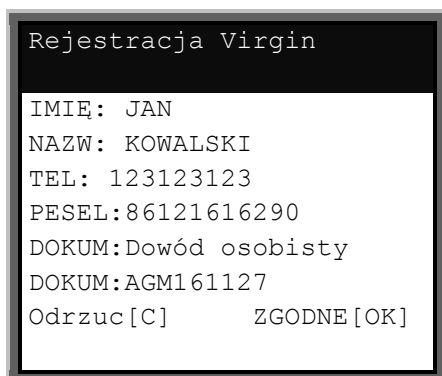 Rejestracja Virgin
IMIĘ: JAN
NAZW: KOWALSKI
TEL: 123123123
PESEL:86121616290
DOKUM:Dowód osobisty
DOKUM:AGM161127
Odrzuc[C] ZGODNE[OK]